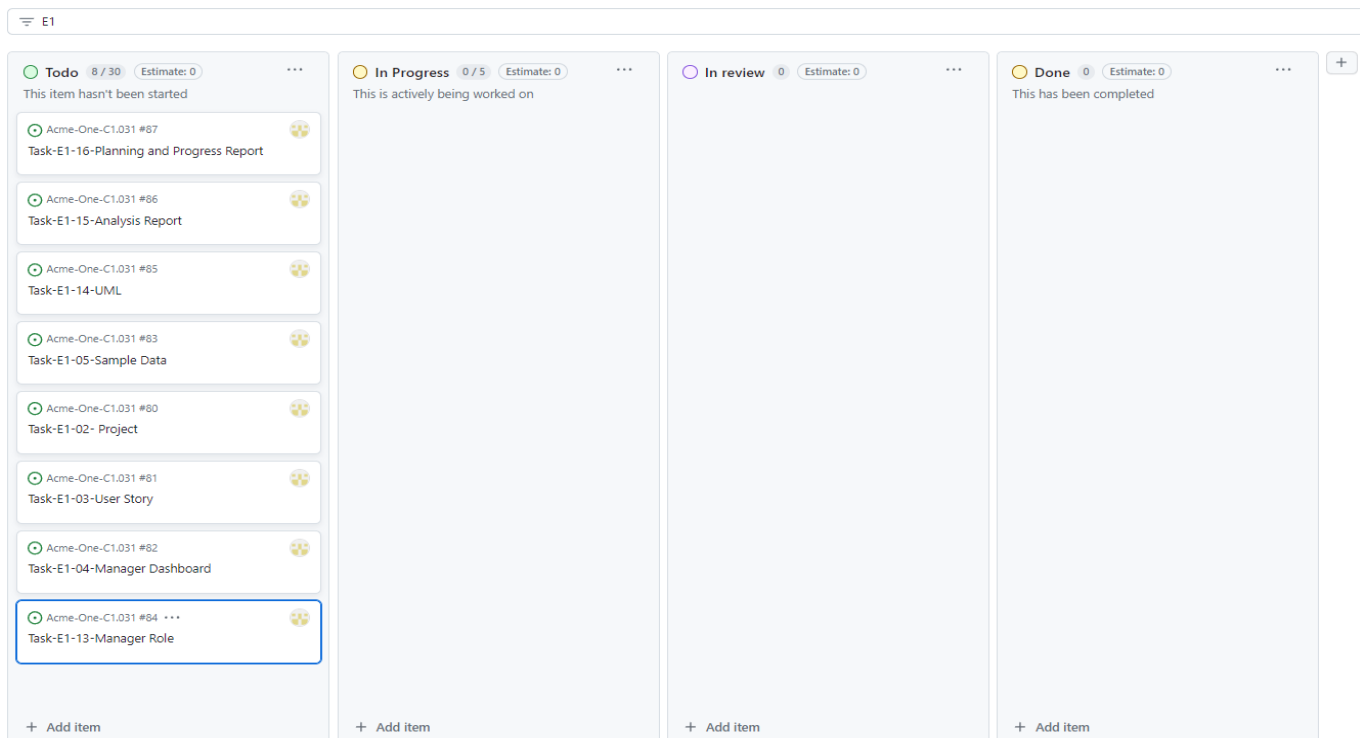 E1
Todo 8 / 30 Estimate: 0 ...
This item hasn't been started
Acme-One-C1.031 #87
Task-E1-16-Planning and Progress Report
Acme-One-C1.031 #86
Task-E1-15-Analysis Report
Acme-One-C1.031 #85
Task-E1-14-UML
Acme-One-C1.031 #83
Task-E1-05-Sample Data
Acme-One-C1.031 #80
Task-E1-02- Project
Acme-One-C1.031 #81
Task-E1-03-User Story
Acme-One-C1.031 #82
Task-E1-04-Manager Dashboard
Acme-One-C1.031 #84 ...
Task-E1-13-Manager Role
+ Add item
In Progress 0 / 5 Estimate: 0 ...
This is actively being worked on
+ Add item
In review 0 Estimate: 0 ...
+ Add item
Done 0 Estimate: 0 ...
This has been completed
+ Add item
+